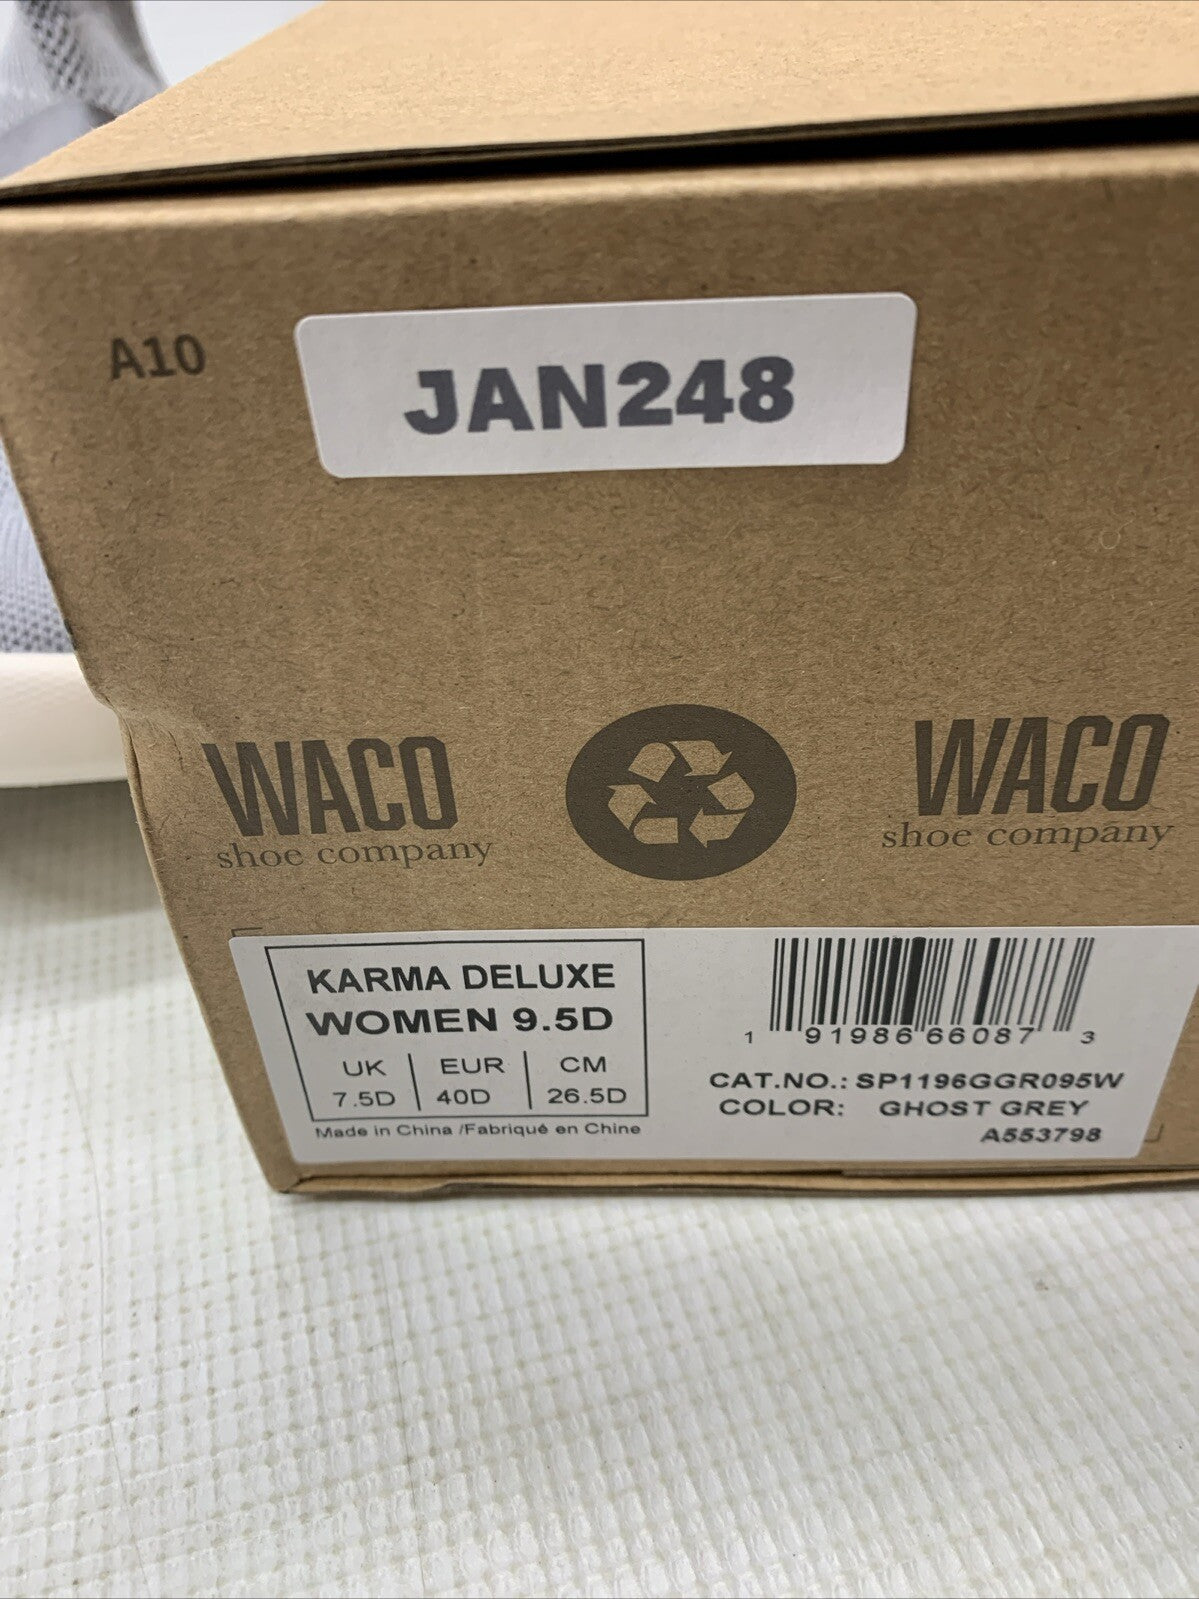 A10
JAN248
WACO
shoe company
WACO
shoe company
KARMA DELUXE
WOMEN 9.5D
UK EUR CM
7.5D 40D 26.5D
Made in China /Fabriqué en Chine
1 91986 66087 3
CAT.NO.: SP1196GGR095W
COLOR: GHOST GREY
A553798